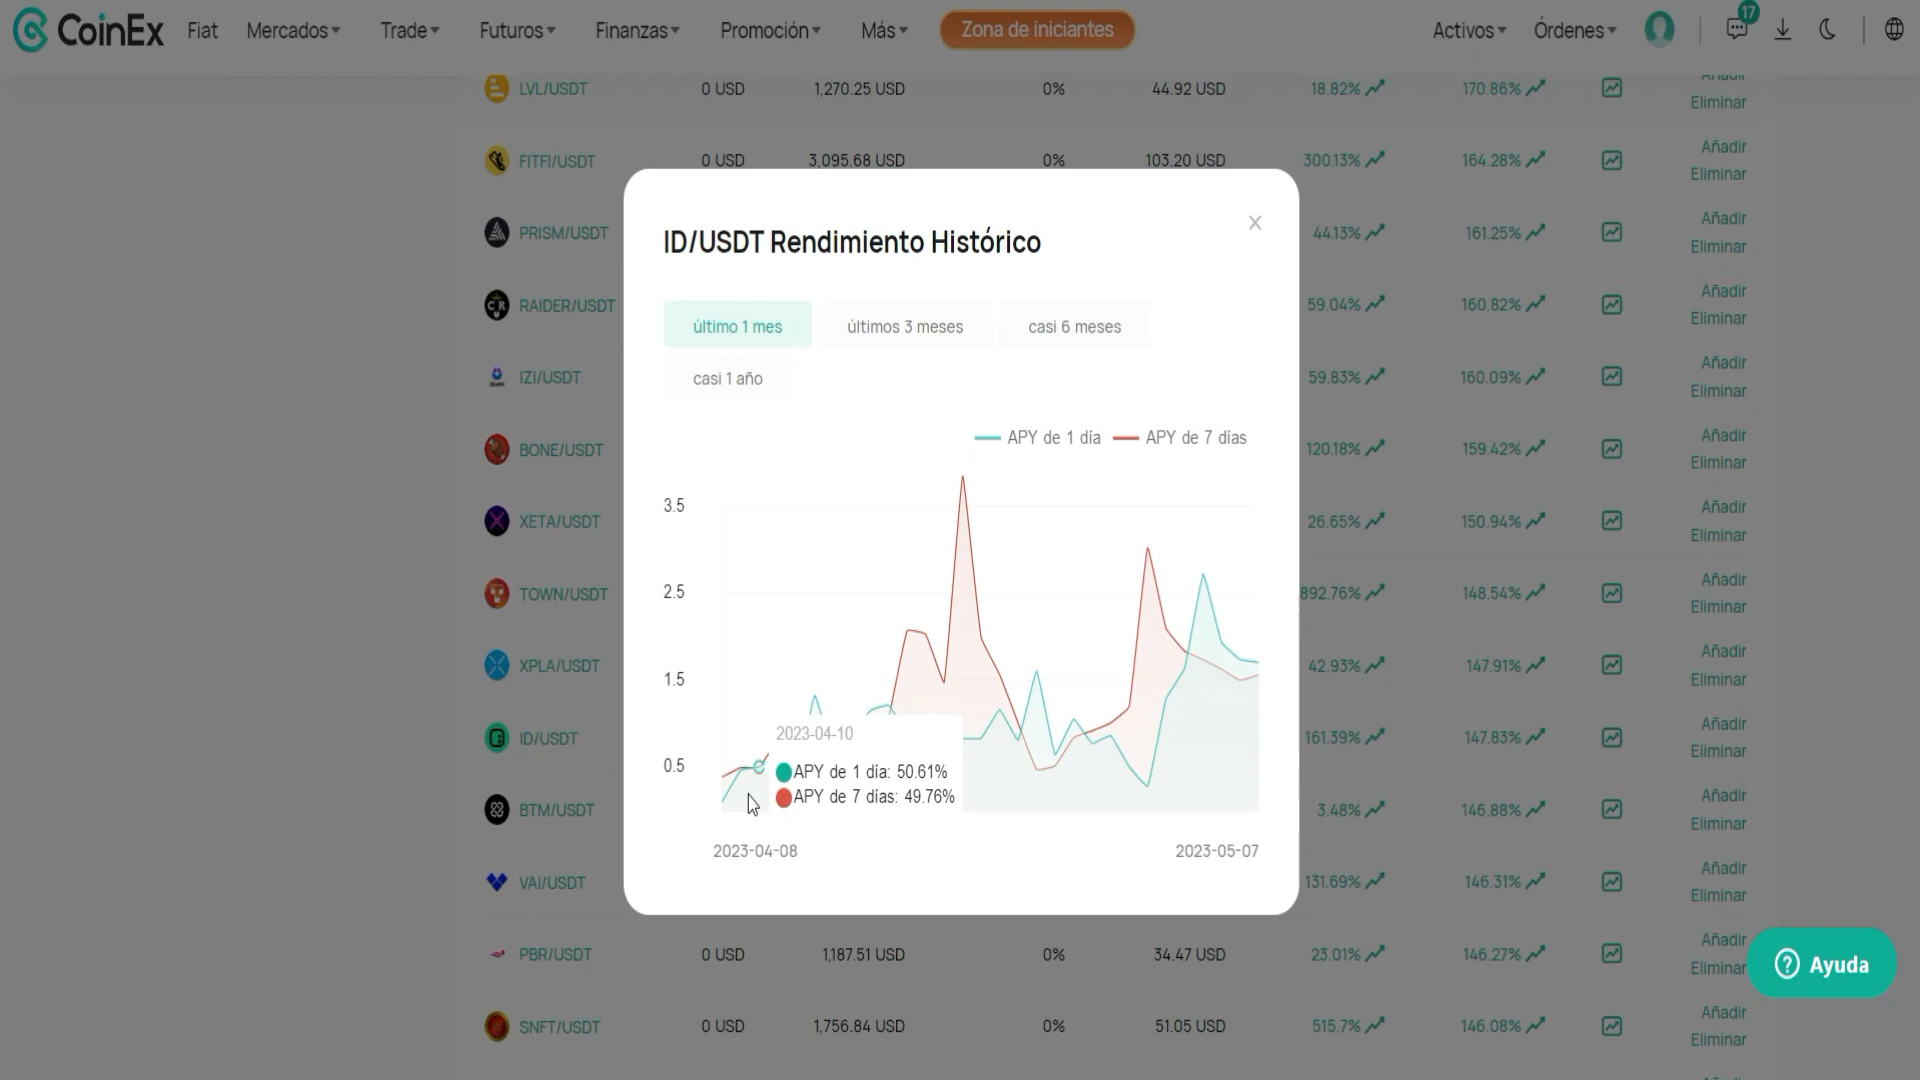 CoinEx Fiat Mercados Trade Futuros Finanzas Promoción Más Zona de iniciantes Activos Órdenes 17
LVL/USDT 0 USD 1,270.25 USD 0% 44.92 USD 18.82% 170.86% Añadir
Eliminar
FITFI/USDT 0 USD 3,095.68 USD 0% 103.20 USD 300.13% 164.28% Añadir
Eliminar
PRISM/USDT 44.13% 161.25% Añadir
Eliminar
RAIDER/USDT 59.04% 160.82% Añadir
Eliminar
IZI/USDT 59.83% 160.09% Añadir
Eliminar
BONE/USDT 120.18% 159.42% Añadir
Eliminar
XETA/USDT 26.65% 150.94% Añadir
Eliminar
TOWN/USDT 892.76% 148.54% Añadir
Eliminar
XPLA/USDT 42.93% 147.91% Añadir
Eliminar
ID/USDT 161.39% 147.83% Añadir
Eliminar
BTM/USDT 3.48% 146.88% Añadir
Eliminar
VAI/USDT 131.69% 146.31% Añadir
Eliminar
PBR/USDT 0 USD 1,187.51 USD 0% 34.47 USD 23.01% 146.27% Añadir
Eliminar
SNFT/USDT 0 USD 1,756.84 USD 0% 51.05 USD 515.7% 146.08% Añadir
Eliminar
ID/USDT Rendimiento Histórico
último 1 mes últimos 3 meses casi 6 meses
casi 1 año
APY de 1 día APY de 7 días
3.5
2.5
1.5
0.5
2023-04-10
APY de 1 día: 50.61%
APY de 7 días: 49.76%
2023-04-08 2023-05-07
Ayuda